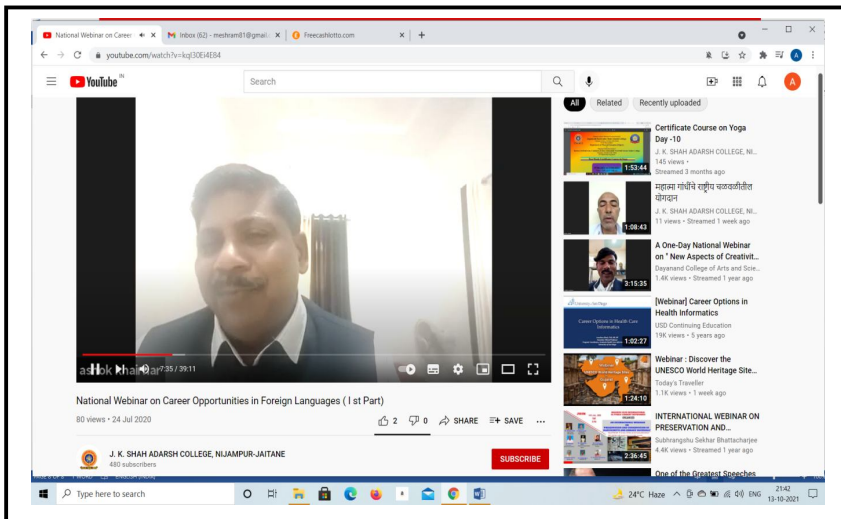 National Webinar on Career
Inbox (62) - meshram81@gmail.c
Freecashlotto.com
youtube.com/watch?v=kqI30Ei4E84
YouTube IN
Search
All Related Recently uploaded
Certificate Course on Yoga
Day -10
J. K. SHAH ADARSH COLLEGE, NI...
145 views •
Streamed 3 months ago
1:53:44
महात्मा गांधींचे राष्ट्रीय चळवळीतील
योगदान
J. K. SHAH ADARSH COLLEGE, NI...
11 views • Streamed 1 week ago
1:08:43
A One-Day National Webinar
on " New Aspects of Creativit...
Dayanand College of Arts and Scie...
1.4K views • Streamed 1 year ago
3:15:35
[Webinar] Career Options in
Health Informatics
USD Continuing Education
19K views • 5 years ago
Career Options in Health Care
Informatics
1:02:27
Webinar : Discover the
UNESCO World Heritage Site...
Today's Traveller
1.1K views • 1 week ago
1:24:10
INTERNATIONAL WEBINAR ON
PRESERVATION AND...
Subhrangshu Sekhar Bhattacharjee
4.4K views • Streamed 1 year ago
2:36:45
One of the Greatest Speeches
ashok khairnar
7:35 / 39:11
National Webinar on Career Opportunities in Foreign Languages ( I st Part)
80 views • 24 Jul 2020
2 0 SHARE SAVE ...
J. K. SHAH ADARSH COLLEGE, NIJAMPUR-JAITANE
480 subscribers
SUBSCRIBE
Type here to search
24°C Haze
ENG
21:42
13-10-2021